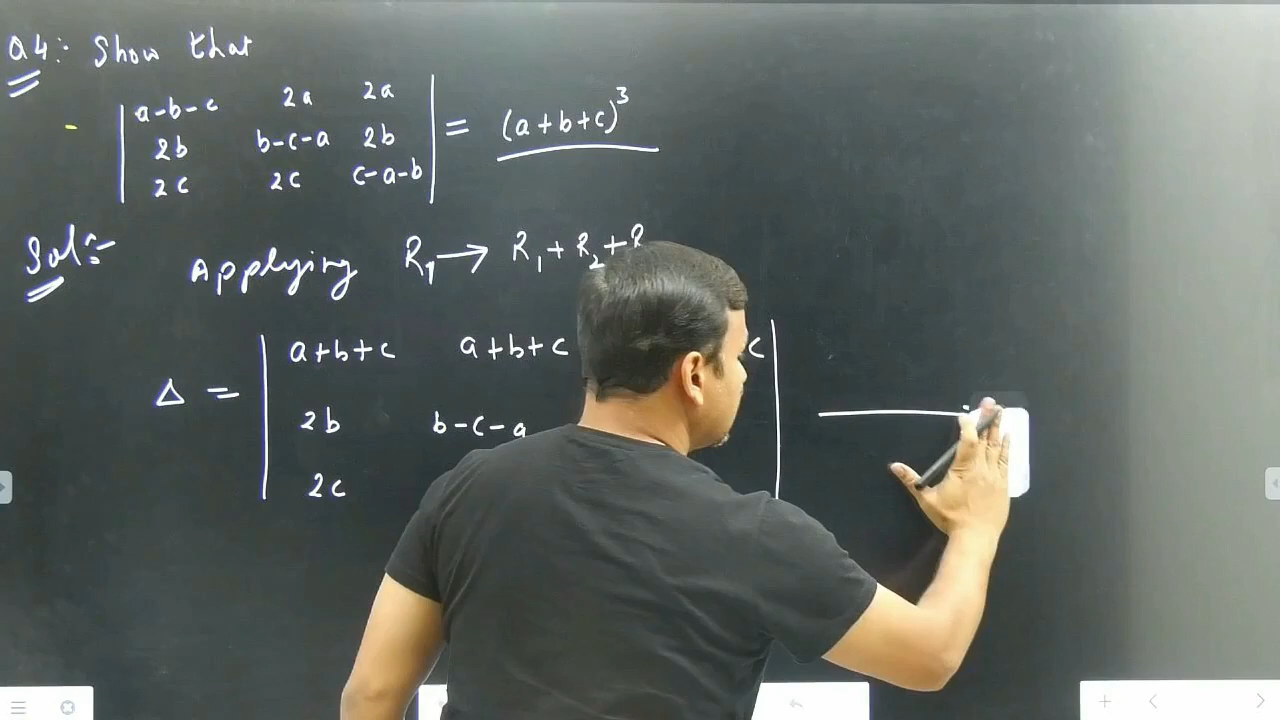 Q4:- Show that
| a-b-c 2a 2a |
| 2b b-c-a 2b | = (a+b+c)³
| 2c 2c c-a-b |
Sol:- Applying R₁ → R₁ + R₂ +
| a+b+c a+b+c c |
Δ = | 2b b-c-a |
| 2c |